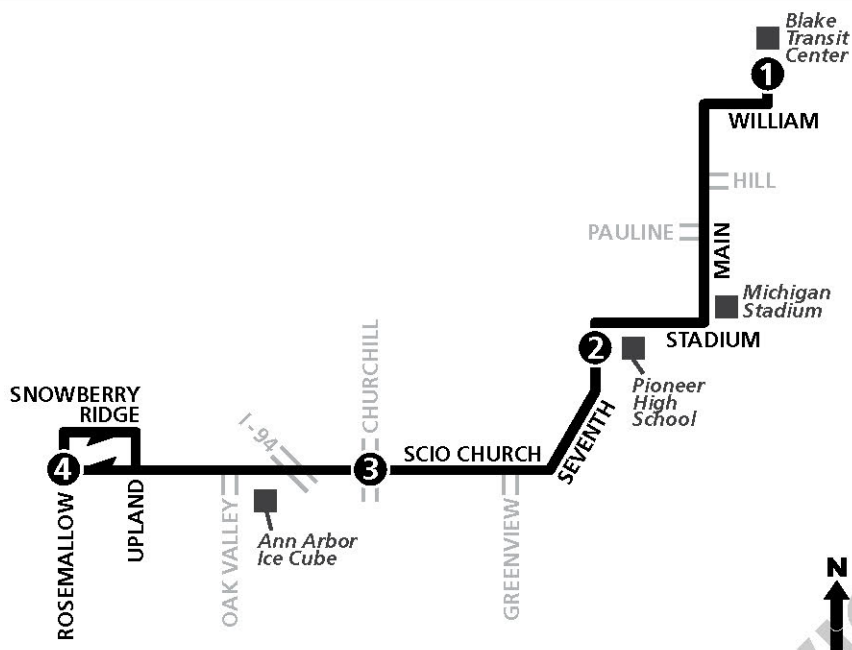 Blake
Transit
Center
1
WILLIAM
HILL
PAULINE
MAIN
Michigan
Stadium
STADIUM
2
Pioneer
High
School
SEVENTH
CHURCHILL
I-94
SNOWBERRY
RIDGE
SCIO CHURCH
3
4
ROSEMALLOW
UPLAND
OAK VALLEY
Ann Arbor
Ice Cube
GREENVIEW
N